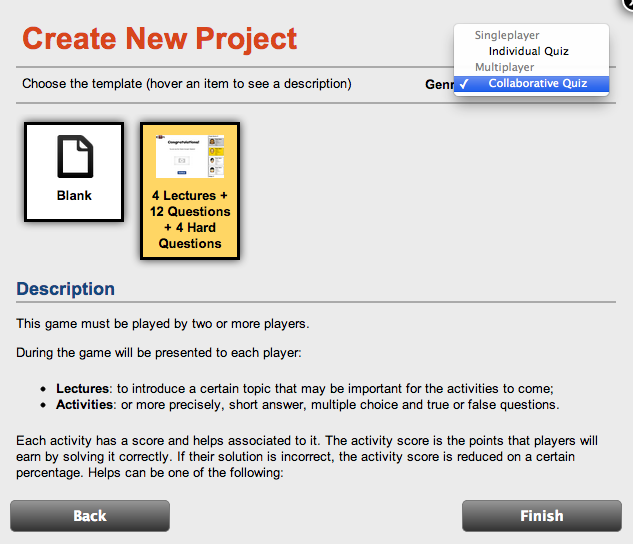 Create New Project
Singleplayer
Individual Quiz
Multiplayer
✓ Collaborative Quiz
Choose the template (hover an item to see a description)
Genr
Blank
Congratulations!
4 Lectures +
12 Questions
+ 4 Hard
Questions
Description
This game must be played by two or more players.
During the game will be presented to each player:
• Lectures: to introduce a certain topic that may be important for the activities to come;
• Activities: or more precisely, short answer, multiple choice and true or false questions.
Each activity has a score and helps associated to it. The activity score is the points that players will
earn by solving it correctly. If their solution is incorrect, the activity score is reduced on a certain
percentage. Helps can be one of the following:
Back
Finish